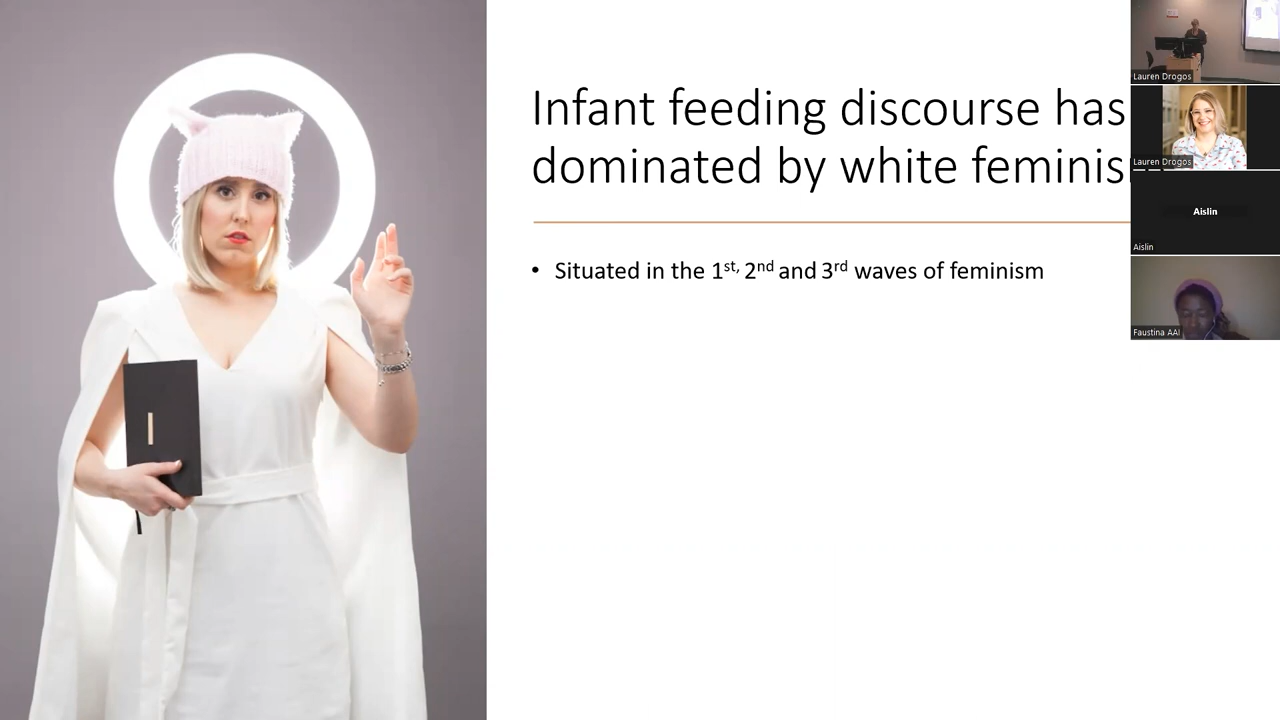 Infant feeding discourse has
dominated by white feminis
• Situated in the 1st, 2nd and 3rd waves of feminism
Lauren Drogos
Lauren Drogos
Aislin
Aislin
Faustina AAI